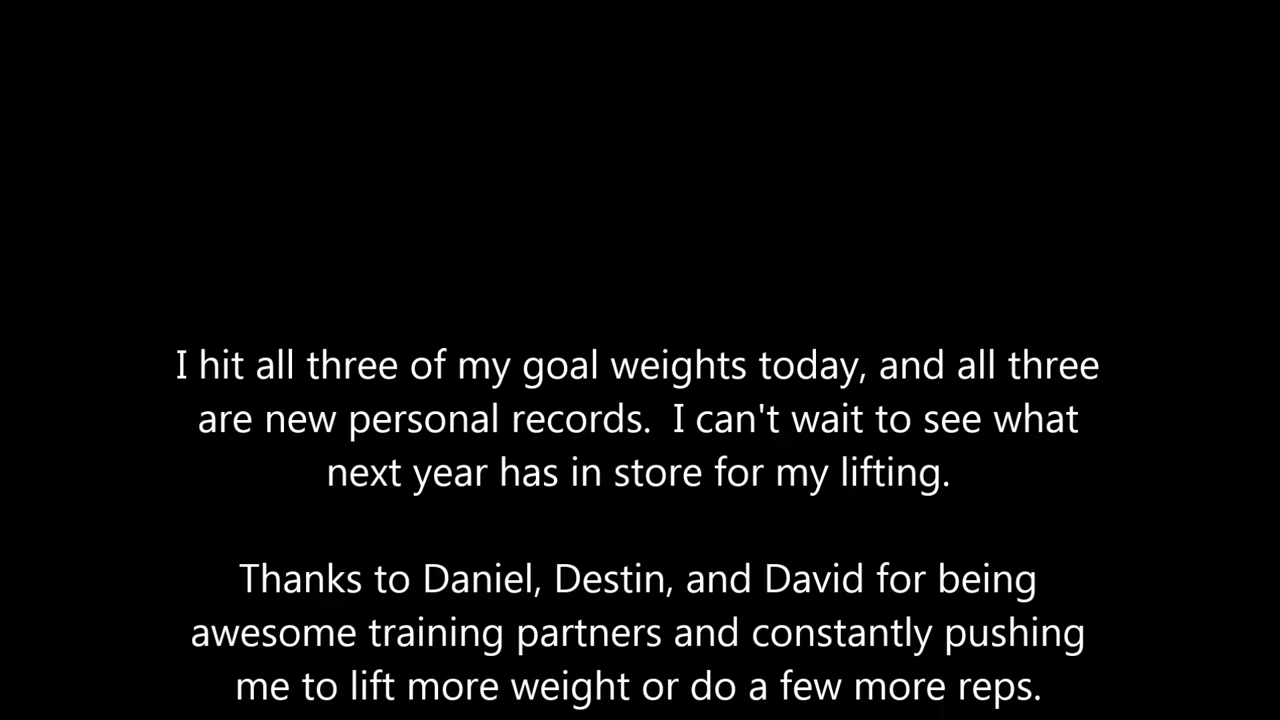 I hit all three of my goal weights today, and all three
are new personal records.  I can't wait to see what
next year has in store for my lifting.
Thanks to Daniel, Destin, and David for being
awesome training partners and constantly pushing
me to lift more weight or do a few more reps.